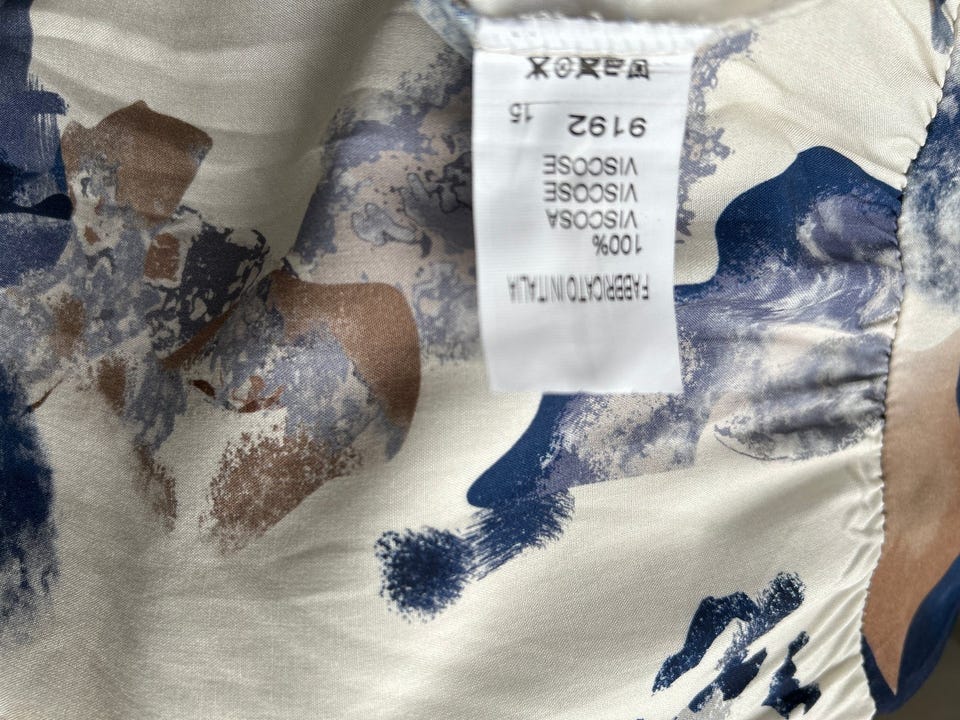 FABBRICATO IN ITALIA
100%
VISCOSA
VISCOSE
VISCOSE
9192 15